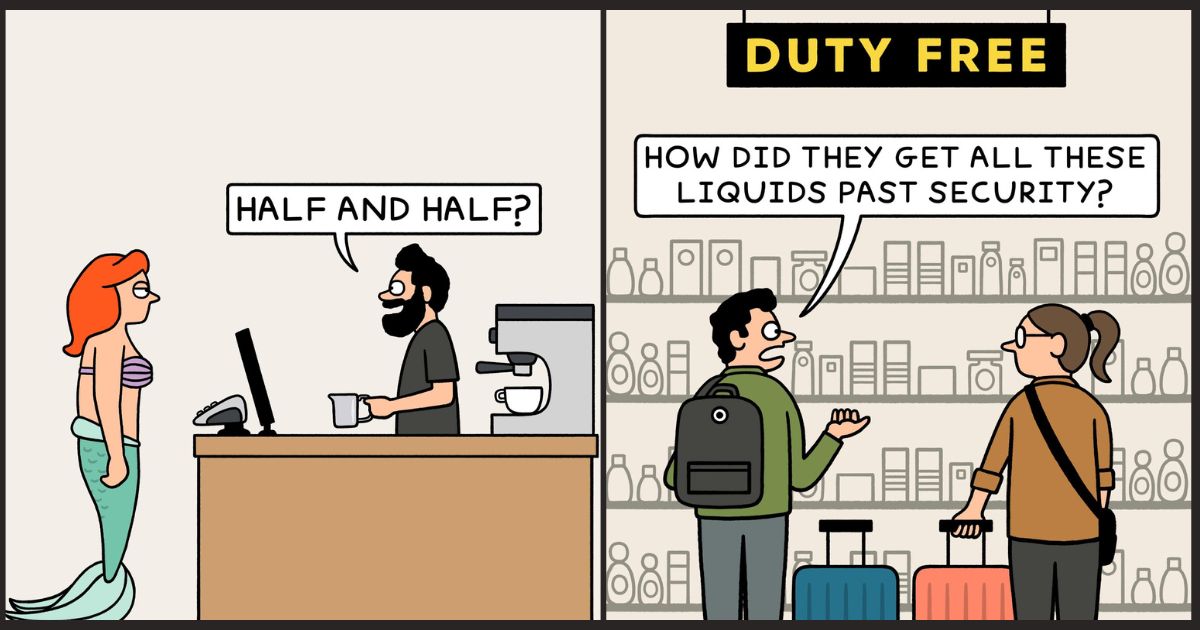 HALF AND HALF?
DUTY FREE
HOW DID THEY GET ALL THESE
LIQUIDS PAST SECURITY?